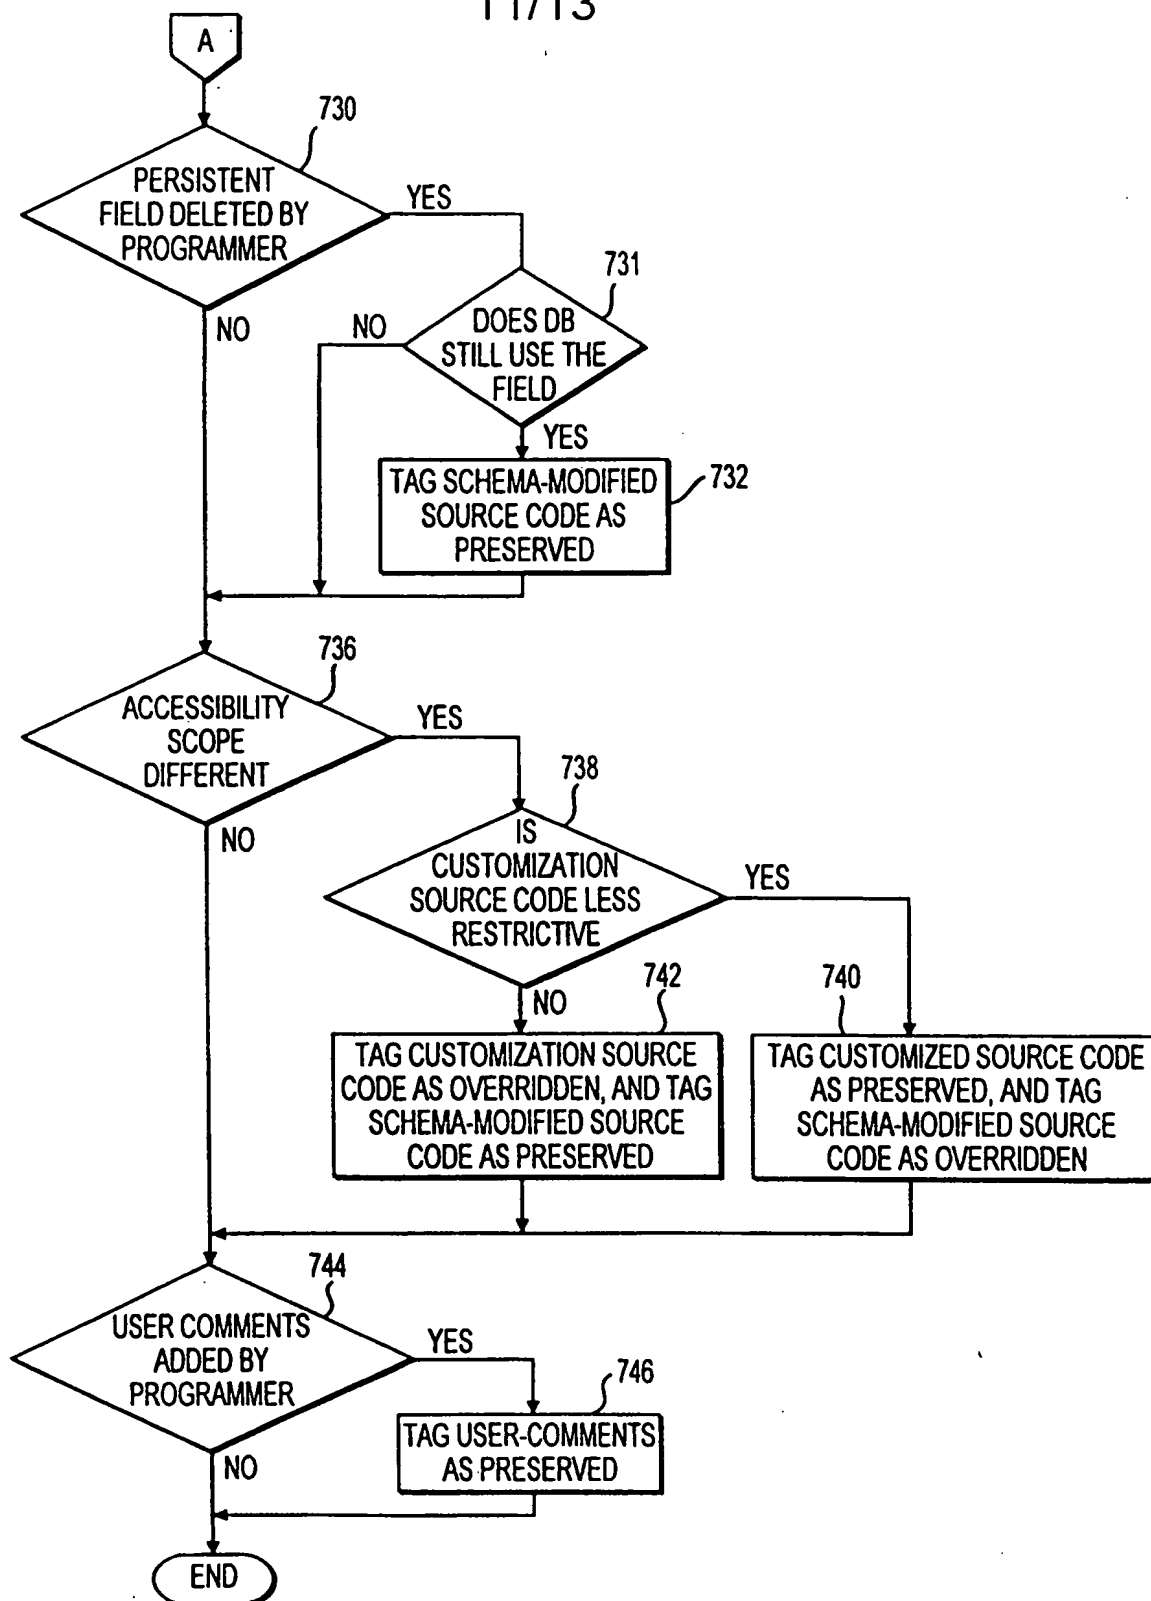 11/13
A
730
PERSISTENT
FIELD DELETED BY
PROGRAMMER
YES
NO
731
DOES DB
STILL USE THE
FIELD
NO
YES
TAG SCHEMA-MODIFIED
SOURCE CODE AS
PRESERVED
732
736
ACCESSIBILITY
SCOPE
DIFFERENT
YES
NO
738
IS
CUSTOMIZATION
SOURCE CODE LESS
RESTRICTIVE
YES
NO
742
TAG CUSTOMIZATION SOURCE
CODE AS OVERRIDDEN, AND TAG
SCHEMA-MODIFIED SOURCE
CODE AS PRESERVED
740
TAG CUSTOMIZED SOURCE CODE
AS PRESERVED, AND TAG
SCHEMA-MODIFIED SOURCE
CODE AS OVERRIDDEN
744
USER COMMENTS
ADDED BY
PROGRAMMER
YES
NO
746
TAG USER-COMMENTS
AS PRESERVED
END